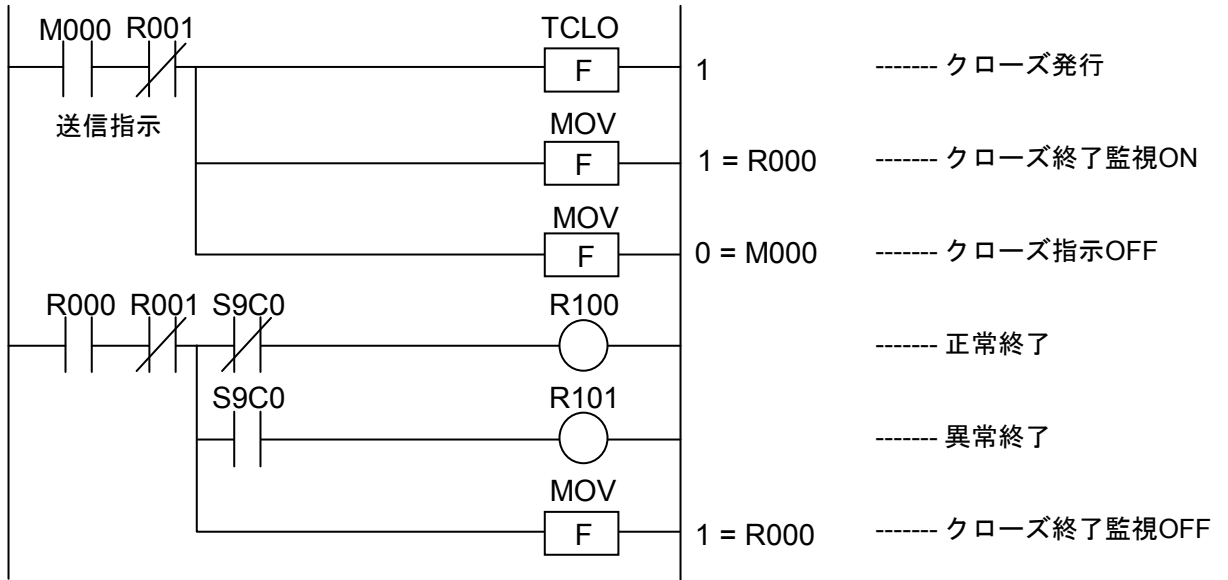 M000 R001 TCLO
F 1 ------- クローズ発行
送信指示 MOV
F 1 = R000 ------- クローズ終了監視ON
MOV
F 0 = M000 ------- クローズ指示OFF
R000 R001 S9C0 R100
------- 正常終了
S9C0 R101
------- 異常終了
MOV
F 1 = R000 ------- クローズ終了監視OFF